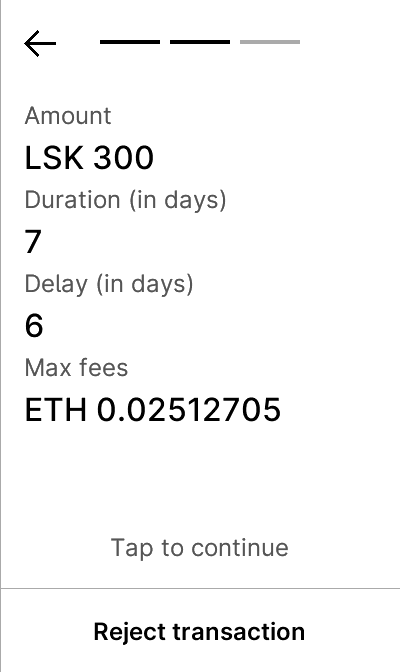 Amount
LSK 300
Duration (in days)
7
Delay (in days)
6
Max fees
ETH 0.02512705
Tap to continue
Reject transaction